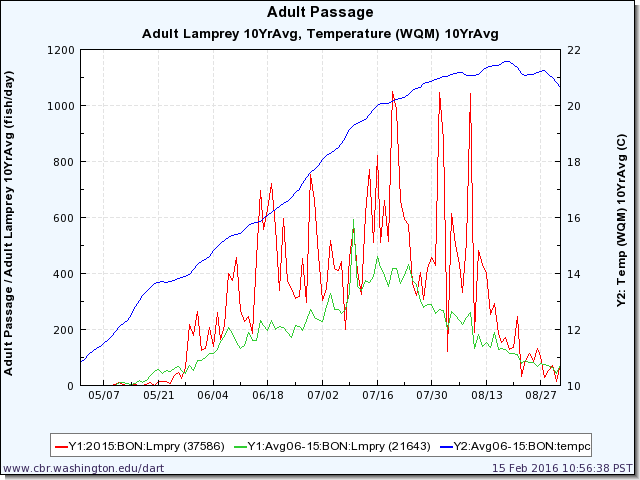 Adult Passage
Adult Lamprey 10YrAvg, Temperature (WQM) 10YrAvg
Adult Passage / Adult Lamprey 10YrAvg (fish/day)
1200
1000
800
600
400
200
0
22
20
18
16
14
12
10
Y2: Temp (WQM) 10YrAvg (C)
05/07 05/21 06/04 06/18 07/02 07/16 07/30 08/13 08/27
Y1:2015:BON:Lmpry (37586) Y1:Avg06-15:BON:Lmpry (21643) Y2:Avg06-15:BON:tempc
www.cbr.washington.edu/dart 15 Feb 2016 10:56:38 PST